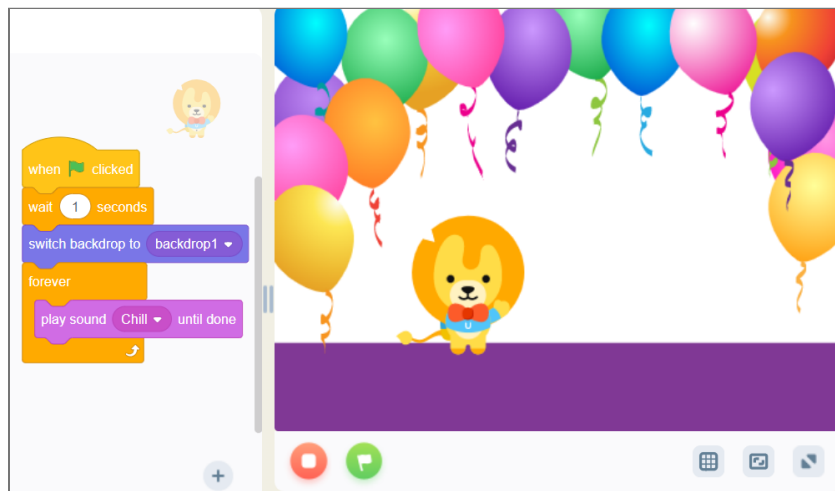 when clicked
wait 1 seconds
switch backdrop to backdrop1
forever
play sound Chill until done
U